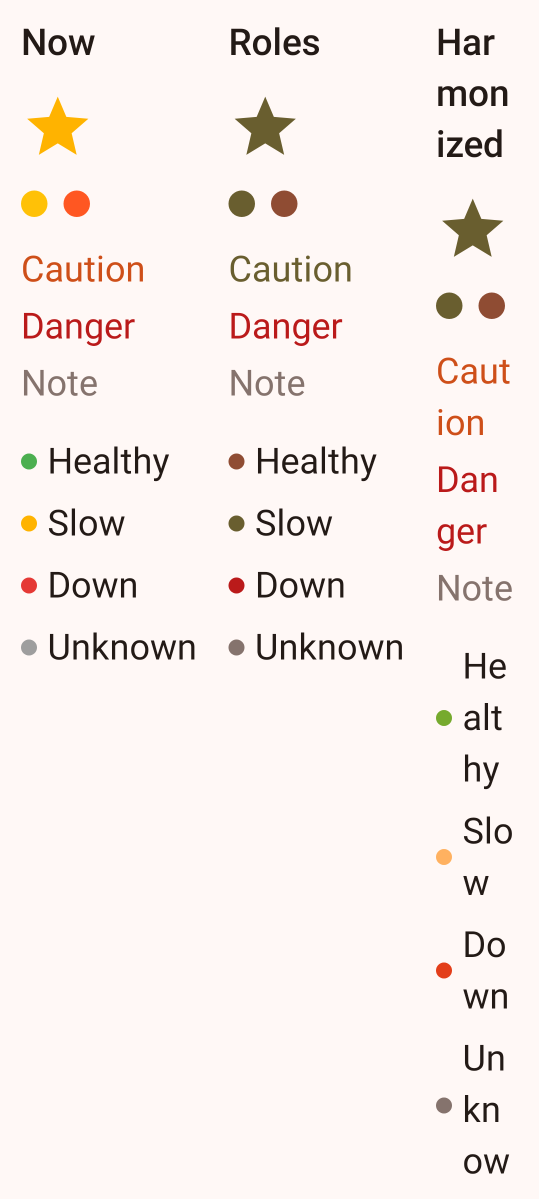 Now
Caution
Danger
Note
Healthy
Slow
Down
Unknown
Roles
Caution
Danger
Note
Healthy
Slow
Down
Unknown
Har
mon
ized
Caut
ion
Dan
ger
Note
He
alt
hy
Slo
w
Do
wn
Un
kn
ow